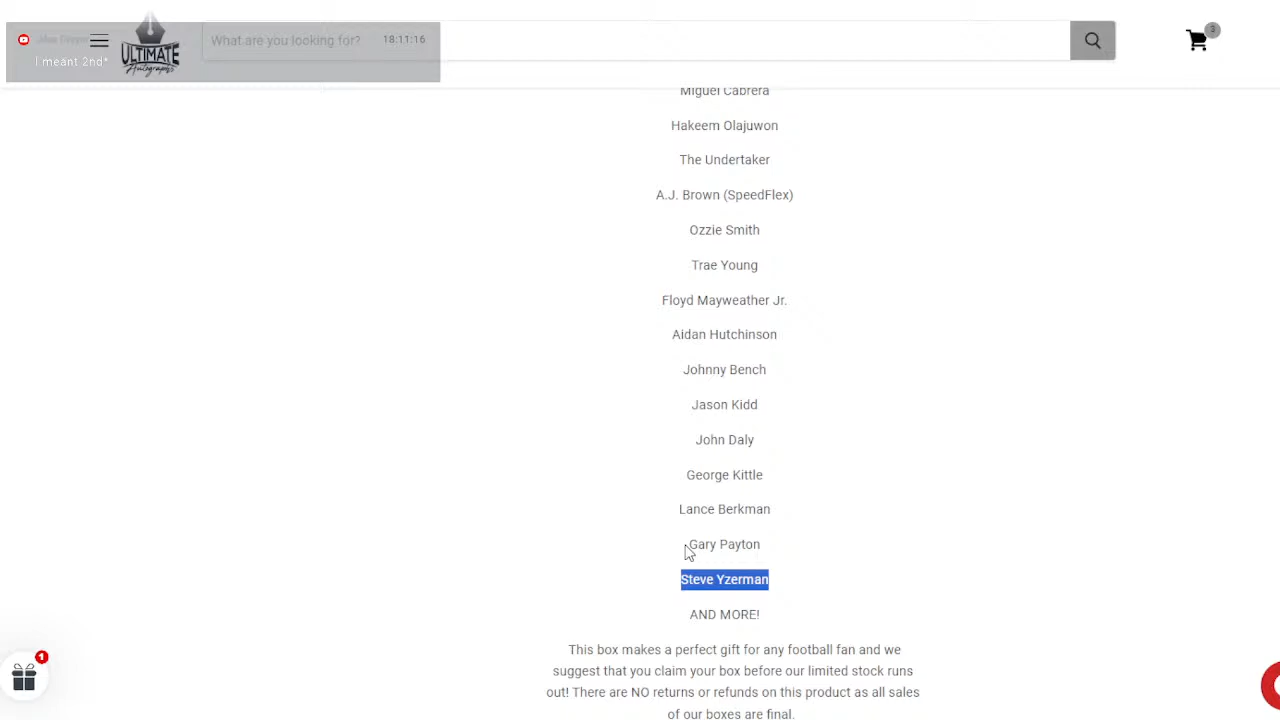 What are you looking for?
18:11:16
3
I meant 2nd*
ULTIMATE
Autographs
Miguel Cabrera
Hakeem Olajuwon
The Undertaker
A.J. Brown (SpeedFlex)
Ozzie Smith
Trae Young
Floyd Mayweather Jr.
Aidan Hutchinson
Johnny Bench
Jason Kidd
John Daly
George Kittle
Lance Berkman
Gary Payton
Steve Yzerman
AND MORE!
This box makes a perfect gift for any football fan and we
suggest that you claim your box before our limited stock runs
out! There are NO returns or refunds on this product as all sales
of our boxes are final.
1